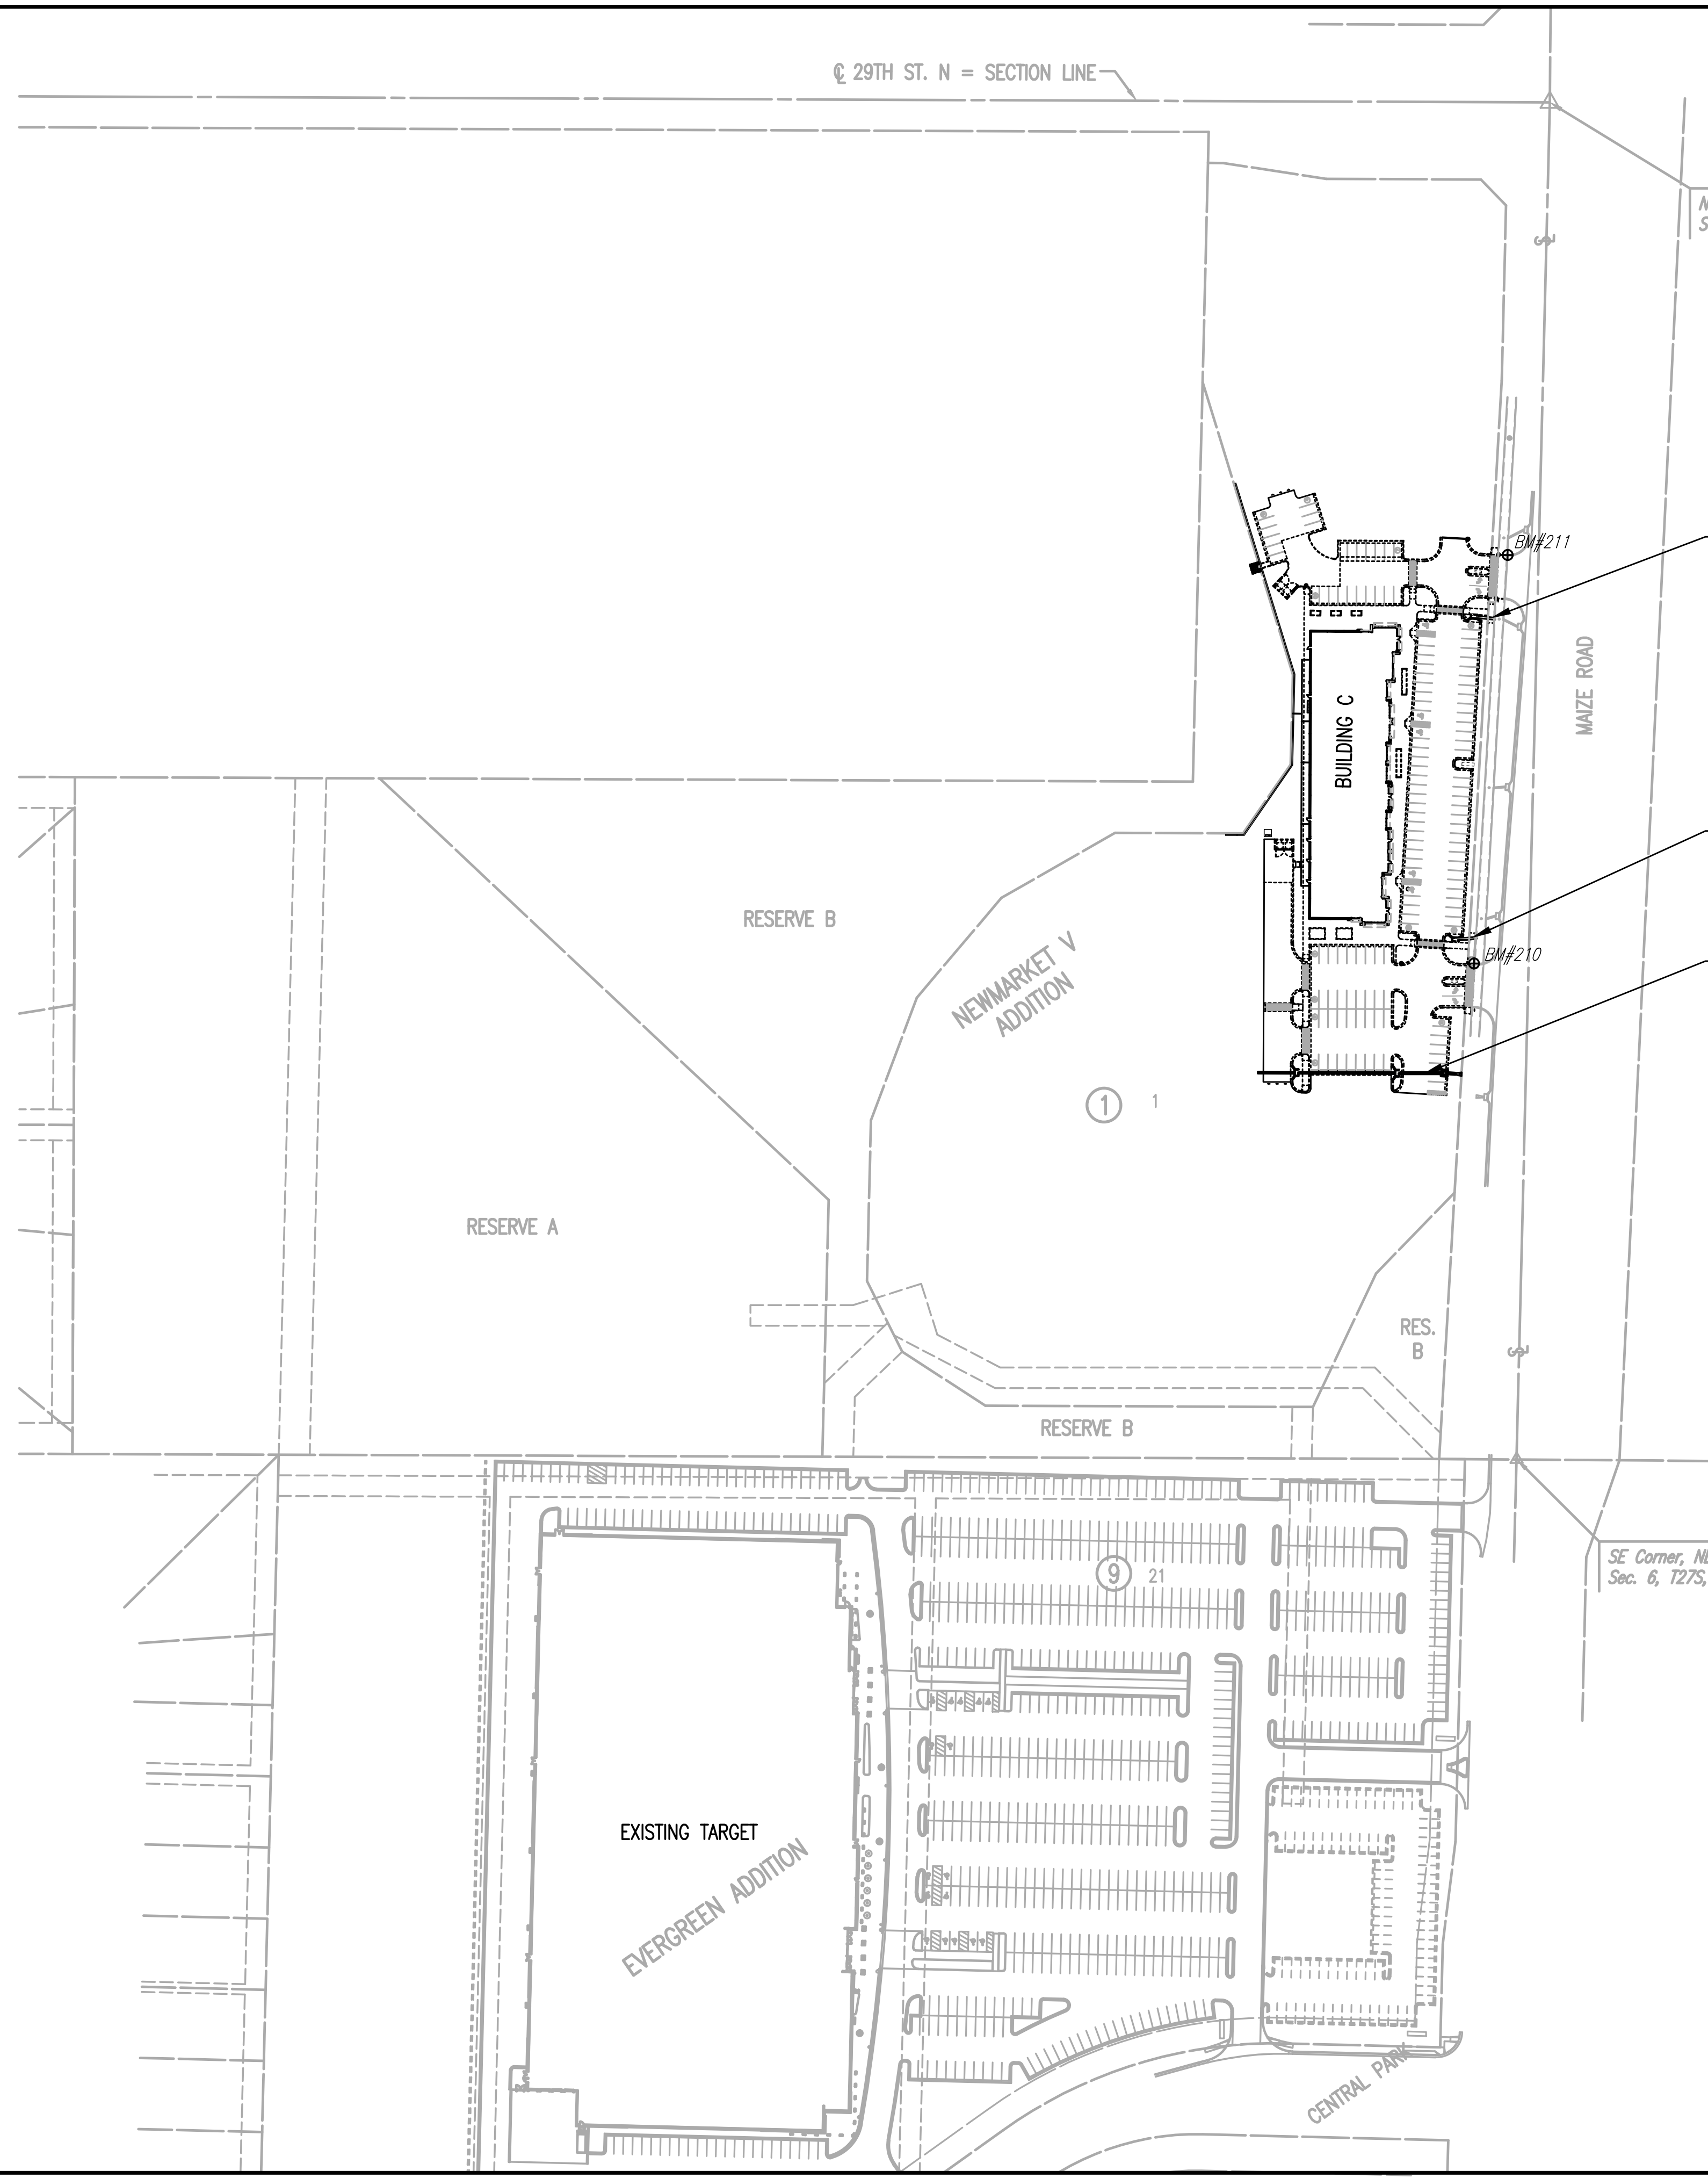 ℄ 29TH ST. N = SECTION LINE
BM#211
MAIZE ROAD
BUILDING C
RESERVE B
NEWMARKET V
ADDITION
BM#210
1
1
RESERVE A
RES.
B
RESERVE B
9
21
SE Corner,
Sec. 6, T27S,
EXISTING TARGET
EVERGREEN ADDITION
CENTRAL PARK